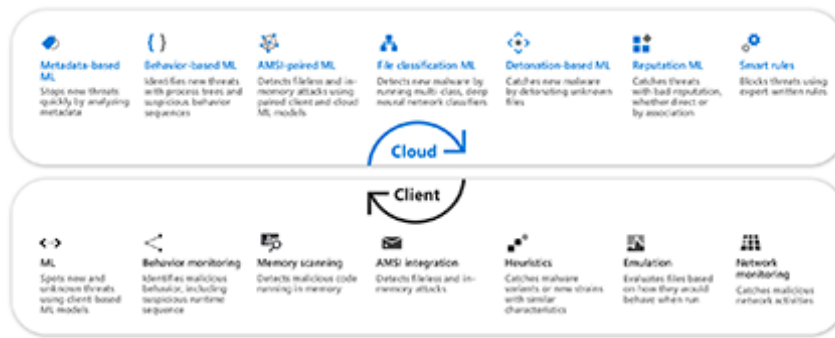 Metadata-based
ML
Stops new threats
quickly by analyzing
metadata
Behavior-based ML
Identifies new threats
with process trees and
suspicious behavior
sequences
AMSI-paired ML
Detects fileless and in-
memory attacks using
paired client and cloud
ML models
File classification ML
Detects new malware by
running multi-class, deep
neural network classifiers
Detonation-based ML
Catches new malware
by detonating unknown
files
Reputation ML
Catches threats
with bad reputation,
whether direct or
by association
Smart rules
Blocks threats using
expert written rules
Cloud
Client
ML
Spots new and
unknown threats
using client based
ML models
Behavior monitoring
Identifies malicious
behavior, including
suspicious runtime
sequence
Memory scanning
Detects malicious code
running in memory
AMSI integration
Detects fileless and in-
memory attacks
Heuristics
Catches malware
variants or new strains
with similar
characteristics
Emulation
Evaluates files based
on how they would
behave when run
Network
monitoring
Catches malicious
network activities